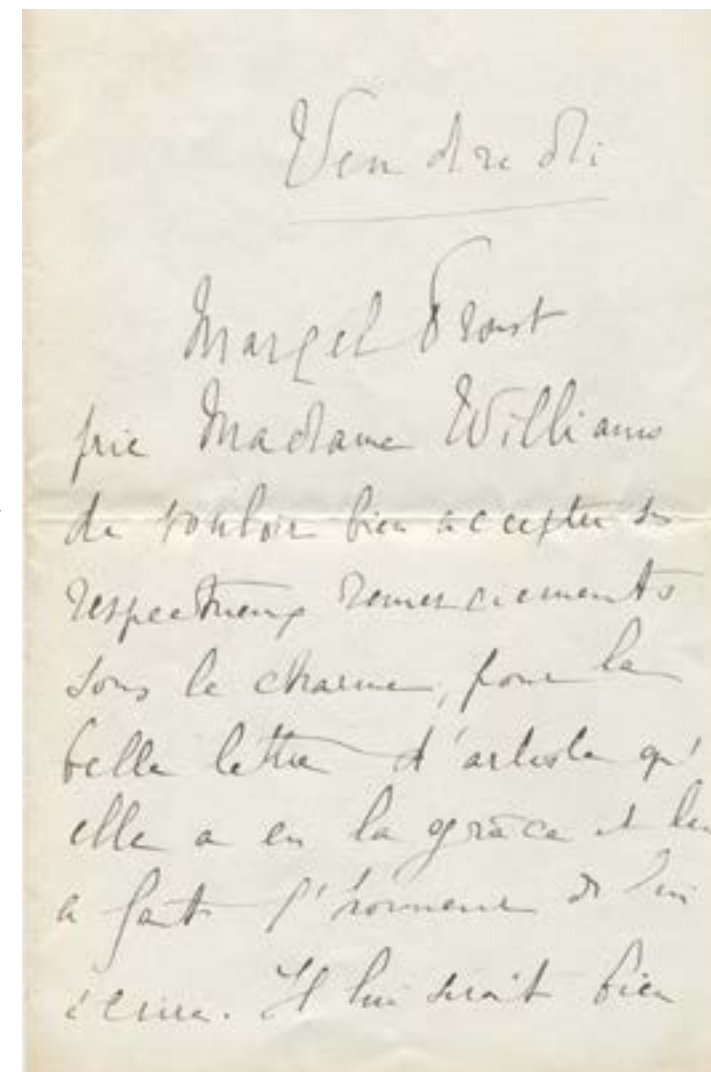 Vendredi
Marcel Proust
prie Madame Williams
de vouloir bien accepter ses
respectueux remerciements
sous le charme, pour la
belle lettre d'artiste qu'
elle a eu la grâce et lui
a fait l'honneur de lui
écrire. Il lui serait bien